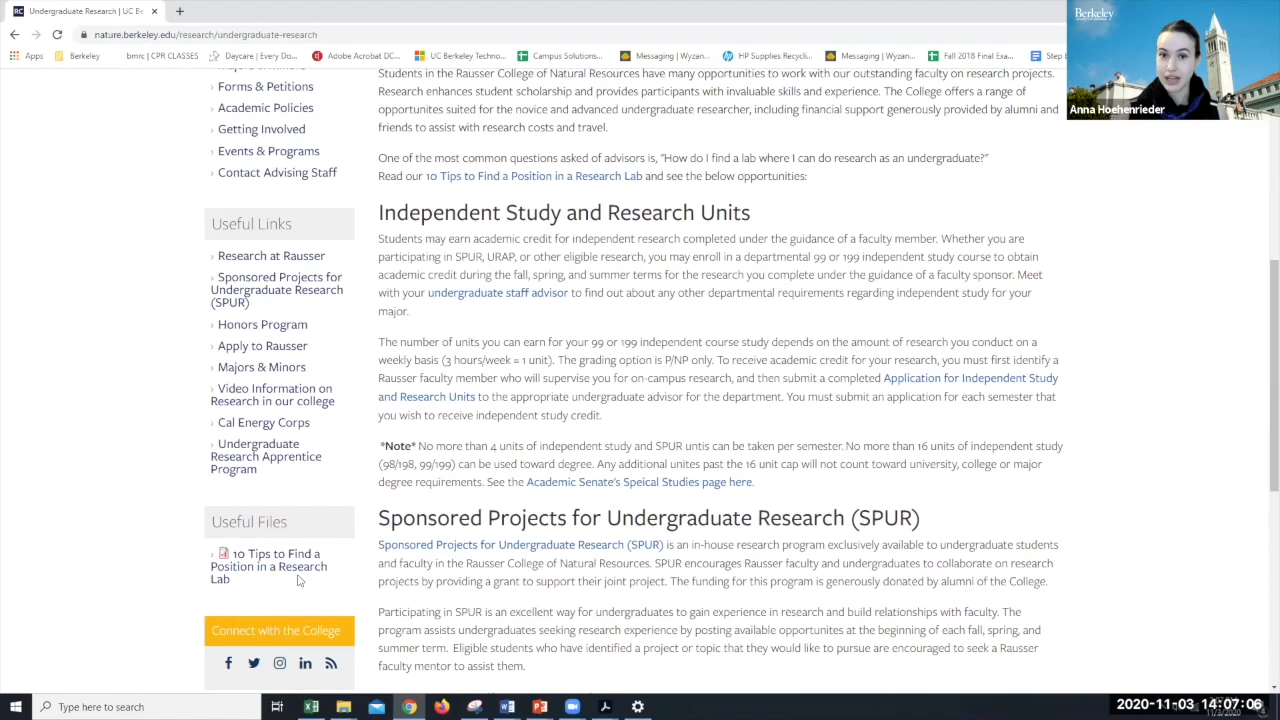 Undergraduate Research | UC Be
nature.berkeley.edu/research/undergraduate-research
Apps
Berkeley
bmrc | CPR CLASSES
Daycare | Drafting Ce...
Adobe Acrobat DC...
UC Berkeley Techno...
Campus Solutions...
Messaging | Wyzan...
HP Supplies Recycli...
Messaging | Wyzan...
Fall 2018 Final Exa...
Step b
Berkeley
Anna Hoehenrieder
Forms & Petitions
Academic Policies
Getting Involved
Events & Programs
Contact Advising Staff
Useful Links
Research at Rausser
Sponsored Projects for
Undergraduate Research
(SPUR)
Honors Program
Apply to Rausser
Majors & Minors
Video Information on
Research in our college
Cal Energy Corps
Undergraduate
Research Apprentice
Program
Useful Files
10 Tips to Find a
Position in a Research
Lab
Connect with the College
Students in the Rausser College of Natural Resources have many opportunities to work with our outstanding faculty on research projects.
Research enhances student scholarship and provides participants with invaluable skills and experience. The College offers a range of
opportunities suited for the novice and advanced undergraduate researcher, including financial support generously provided by alumni and
friends to assist with research costs and travel.
One of the most common questions asked of advisors is, "How do I find a lab where I can do research as an undergraduate?"
Read our 10 Tips to Find a Position in a Research Lab and see the below opportunities:
Independent Study and Research Units
Students may earn academic credit for independent research completed under the guidance of a faculty member. Whether you are
participating in SPUR, URAP, or other eligible research, you may enroll in a departmental 99 or 199 independent study course to obtain
academic credit during the fall, spring, and summer terms for the research you complete under the guidance of a faculty sponsor. Meet
with your undergraduate staff advisor to find out about any other departmental requirements regarding independent study for your
major.
The number of units you can earn for your 99 or 199 independent course study depends on the amount of research you conduct on a
weekly basis (3 hours/week = 1 unit). The grading option is P/NP only. To receive academic credit for your research, you must first identify a
Rausser faculty member who will supervise you for on-campus research, and then submit a completed Application for Independent Study
and Research Units to the appropriate undergraduate advisor for the department. You must submit an application for each semester that
you wish to receive independent study credit.
*Note* No more than 4 units of independent study and SPUR untis can be taken per semester. No more than 16 units of independent study
(98/198, 99/199) can be used toward degree. Any additional unites past the 16 unit cap will not count toward university, college or major
degree requirements. See the Academic Senate's Speical Studies page here.
Sponsored Projects for Undergraduate Research (SPUR)
Sponsored Projects for Undergraduate Research (SPUR) is an in-house research program exclusively available to undergraduate students
and faculty in the Rausser College of Natural Resources. SPUR encourages Rausser faculty and undergraduates to collaborate on research
projects by providing a grant to support their joint project. The funding for this program is generously donated by alumni of the College.
Participating in SPUR is an excellent way for undergraduates to gain experience in research and build relationships with faculty. The
program assists undergraduates seeking research experience by posting available opportunites at the beginning of each fall, spring, and
summer term. Eligible students who have identified a project or topic that they would like to pursue are encouraged to seek a Rausser
faculty mentor to assist them.
Type here to search
2020-11-03 14:07:06